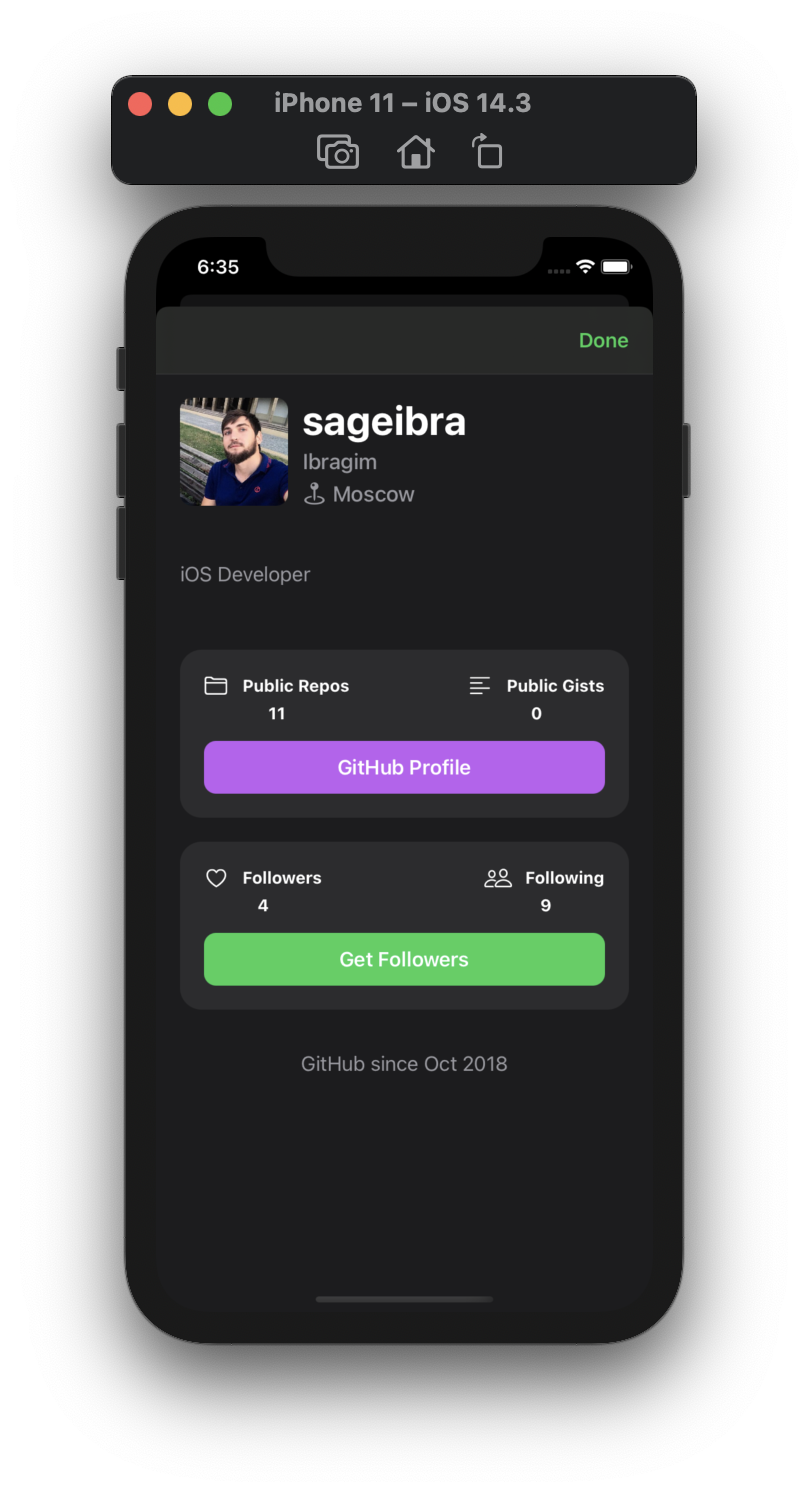 iPhone 11 – iOS 14.3
6:35
Done
sageibra
Ibragim
Moscow
iOS Developer
Public Repos
11
Public Gists
0
GitHub Profile
Followers
4
Following
9
Get Followers
GitHub since Oct 2018